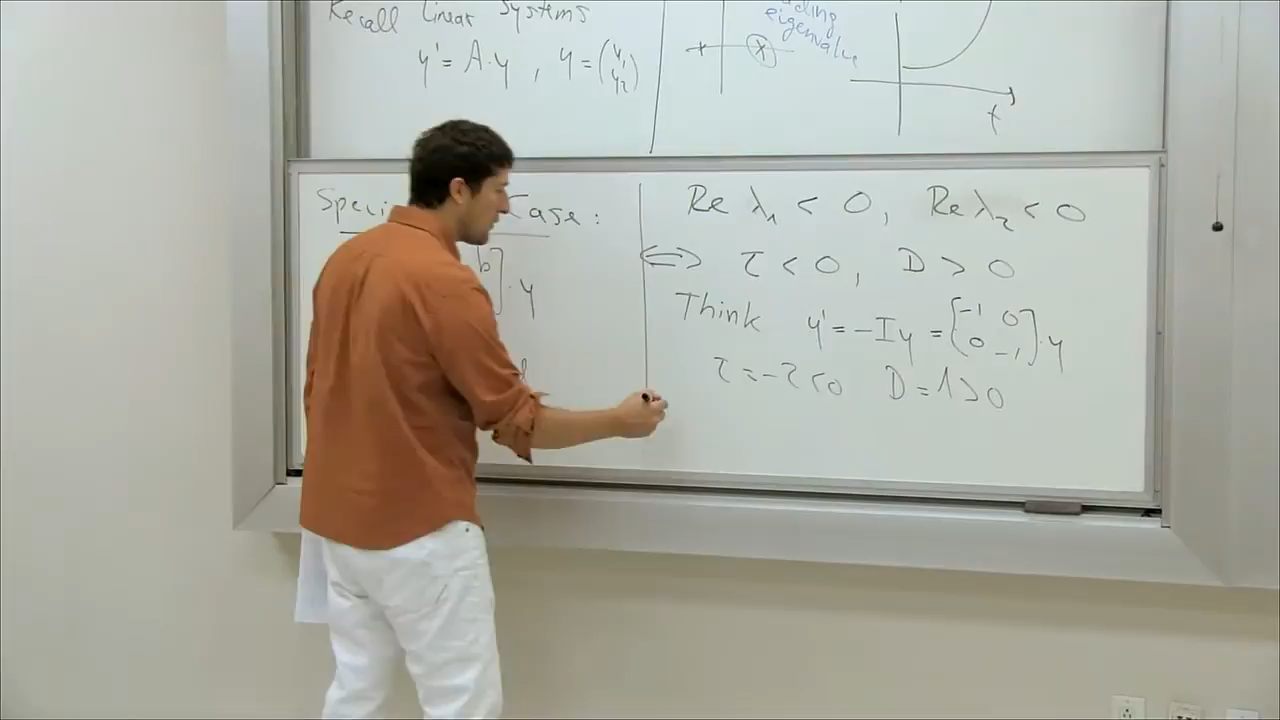 Recall Linear Systems
y' = A·y , y = (y₁ y₂)
leading
eigenvalue
t
Case :
b] · y
d
Re λ₁ < 0, Re λ₂ < 0
⟺ τ < 0, D > 0
Think y' = -Iy = [-1 0 0 -1]·y
τ = -2 < 0 D = 1 > 0